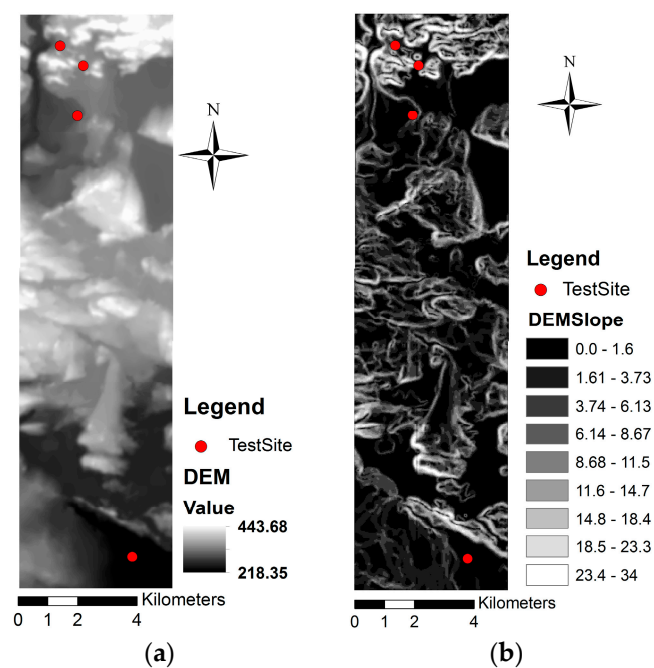 N
Legend
TestSite
DEM
Value
443.68
218.35
Kilometers
0 1 2 4
(a)
N
Legend
TestSite
DEMSlope
0.0 - 1.6
1.61 - 3.73
3.74 - 6.13
6.14 - 8.67
8.68 - 11.5
11.6 - 14.7
14.8 - 18.4
18.5 - 23.3
23.4 - 34
Kilometers
0 1 2 4
(b)